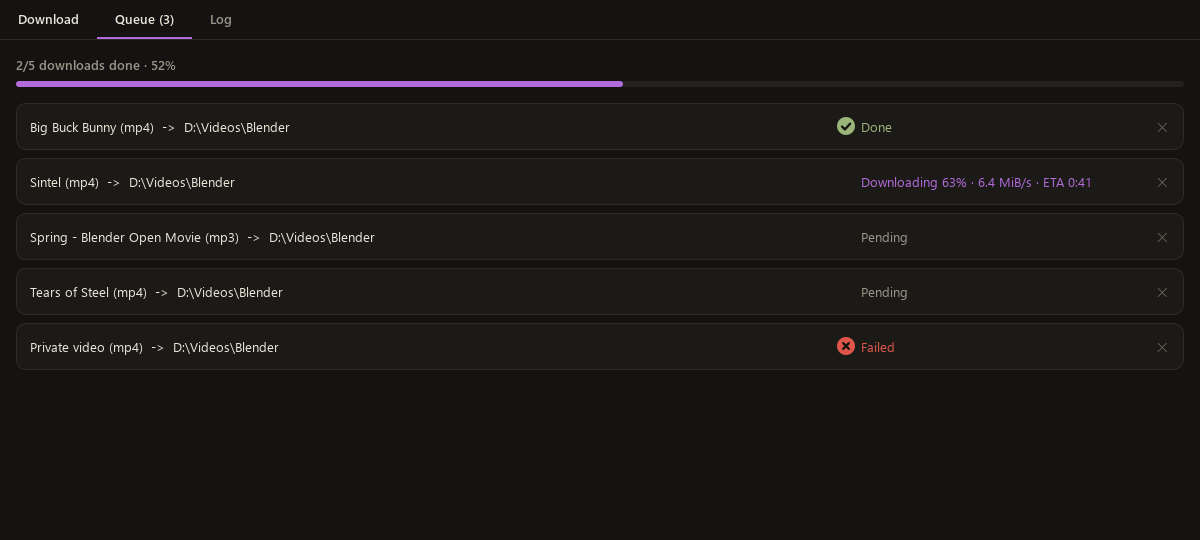 Download Queue (3) Log
2/5 downloads done · 52%
Big Buck Bunny (mp4) -> D:\Videos\Blender Done
Sintel (mp4) -> D:\Videos\Blender Downloading 63% · 6.4 MiB/s · ETA 0:41
Spring - Blender Open Movie (mp3) -> D:\Videos\Blender Pending
Tears of Steel (mp4) -> D:\Videos\Blender Pending
Private video (mp4) -> D:\Videos\Blender Failed